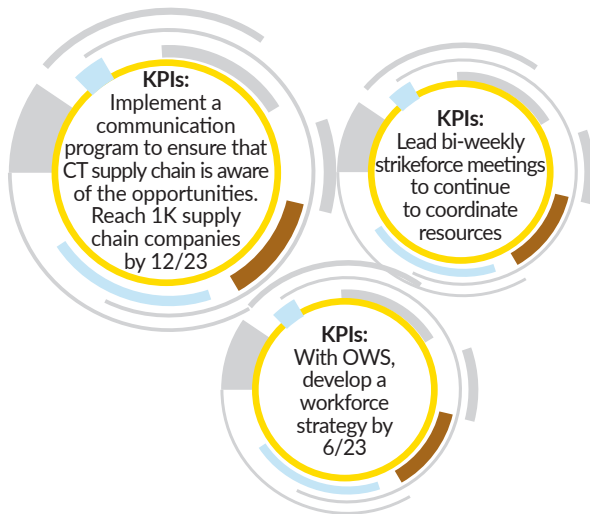 KPIs:
Implement a
communication
program to ensure that
CT supply chain is aware
of the opportunities.
Reach 1K supply
chain companies
by 12/23
KPIs:
Lead bi-weekly
strikeforce meetings
to continue
to coordinate
resources
KPIs:
With OWS,
develop a
workforce
strategy by
6/23